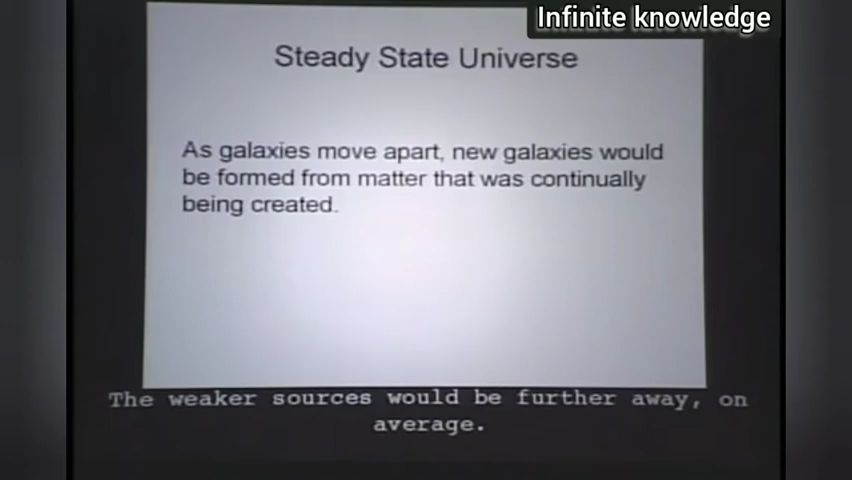 Infinite knowledge
Steady State Universe
As galaxies move apart, new galaxies would
be formed from matter that was continually
being created.
The weaker sources would be further away, on
average.